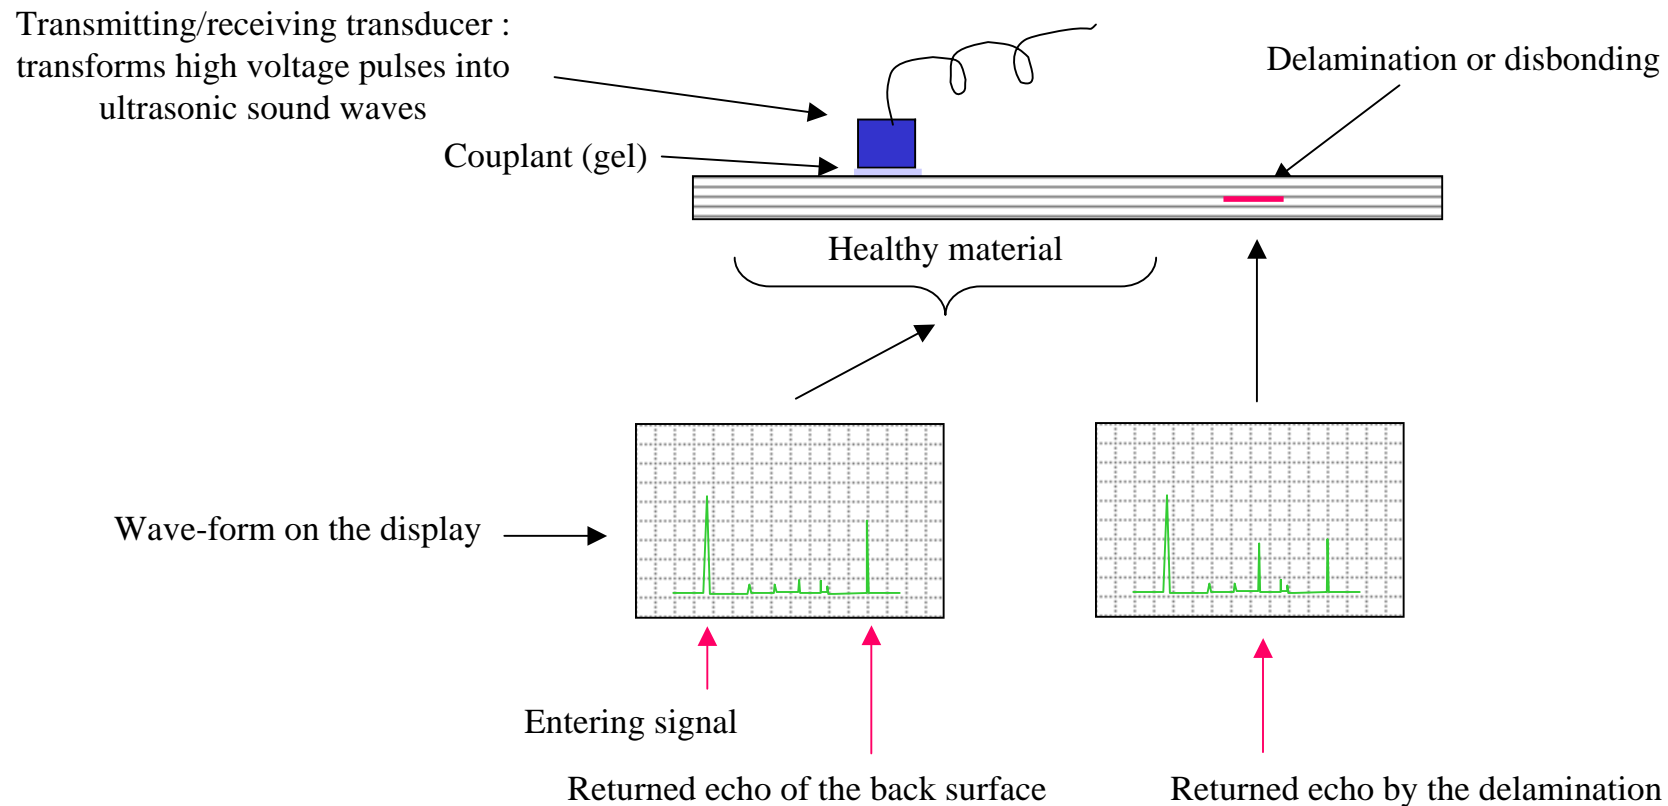 Transmitting/receiving transducer :
transforms high voltage pulses into
ultrasonic sound waves
Delamination or disbonding
Couplant (gel)
Healthy material
Wave-form on the display
Entering signal
Returned echo of the back surface
Returned echo by the delamination